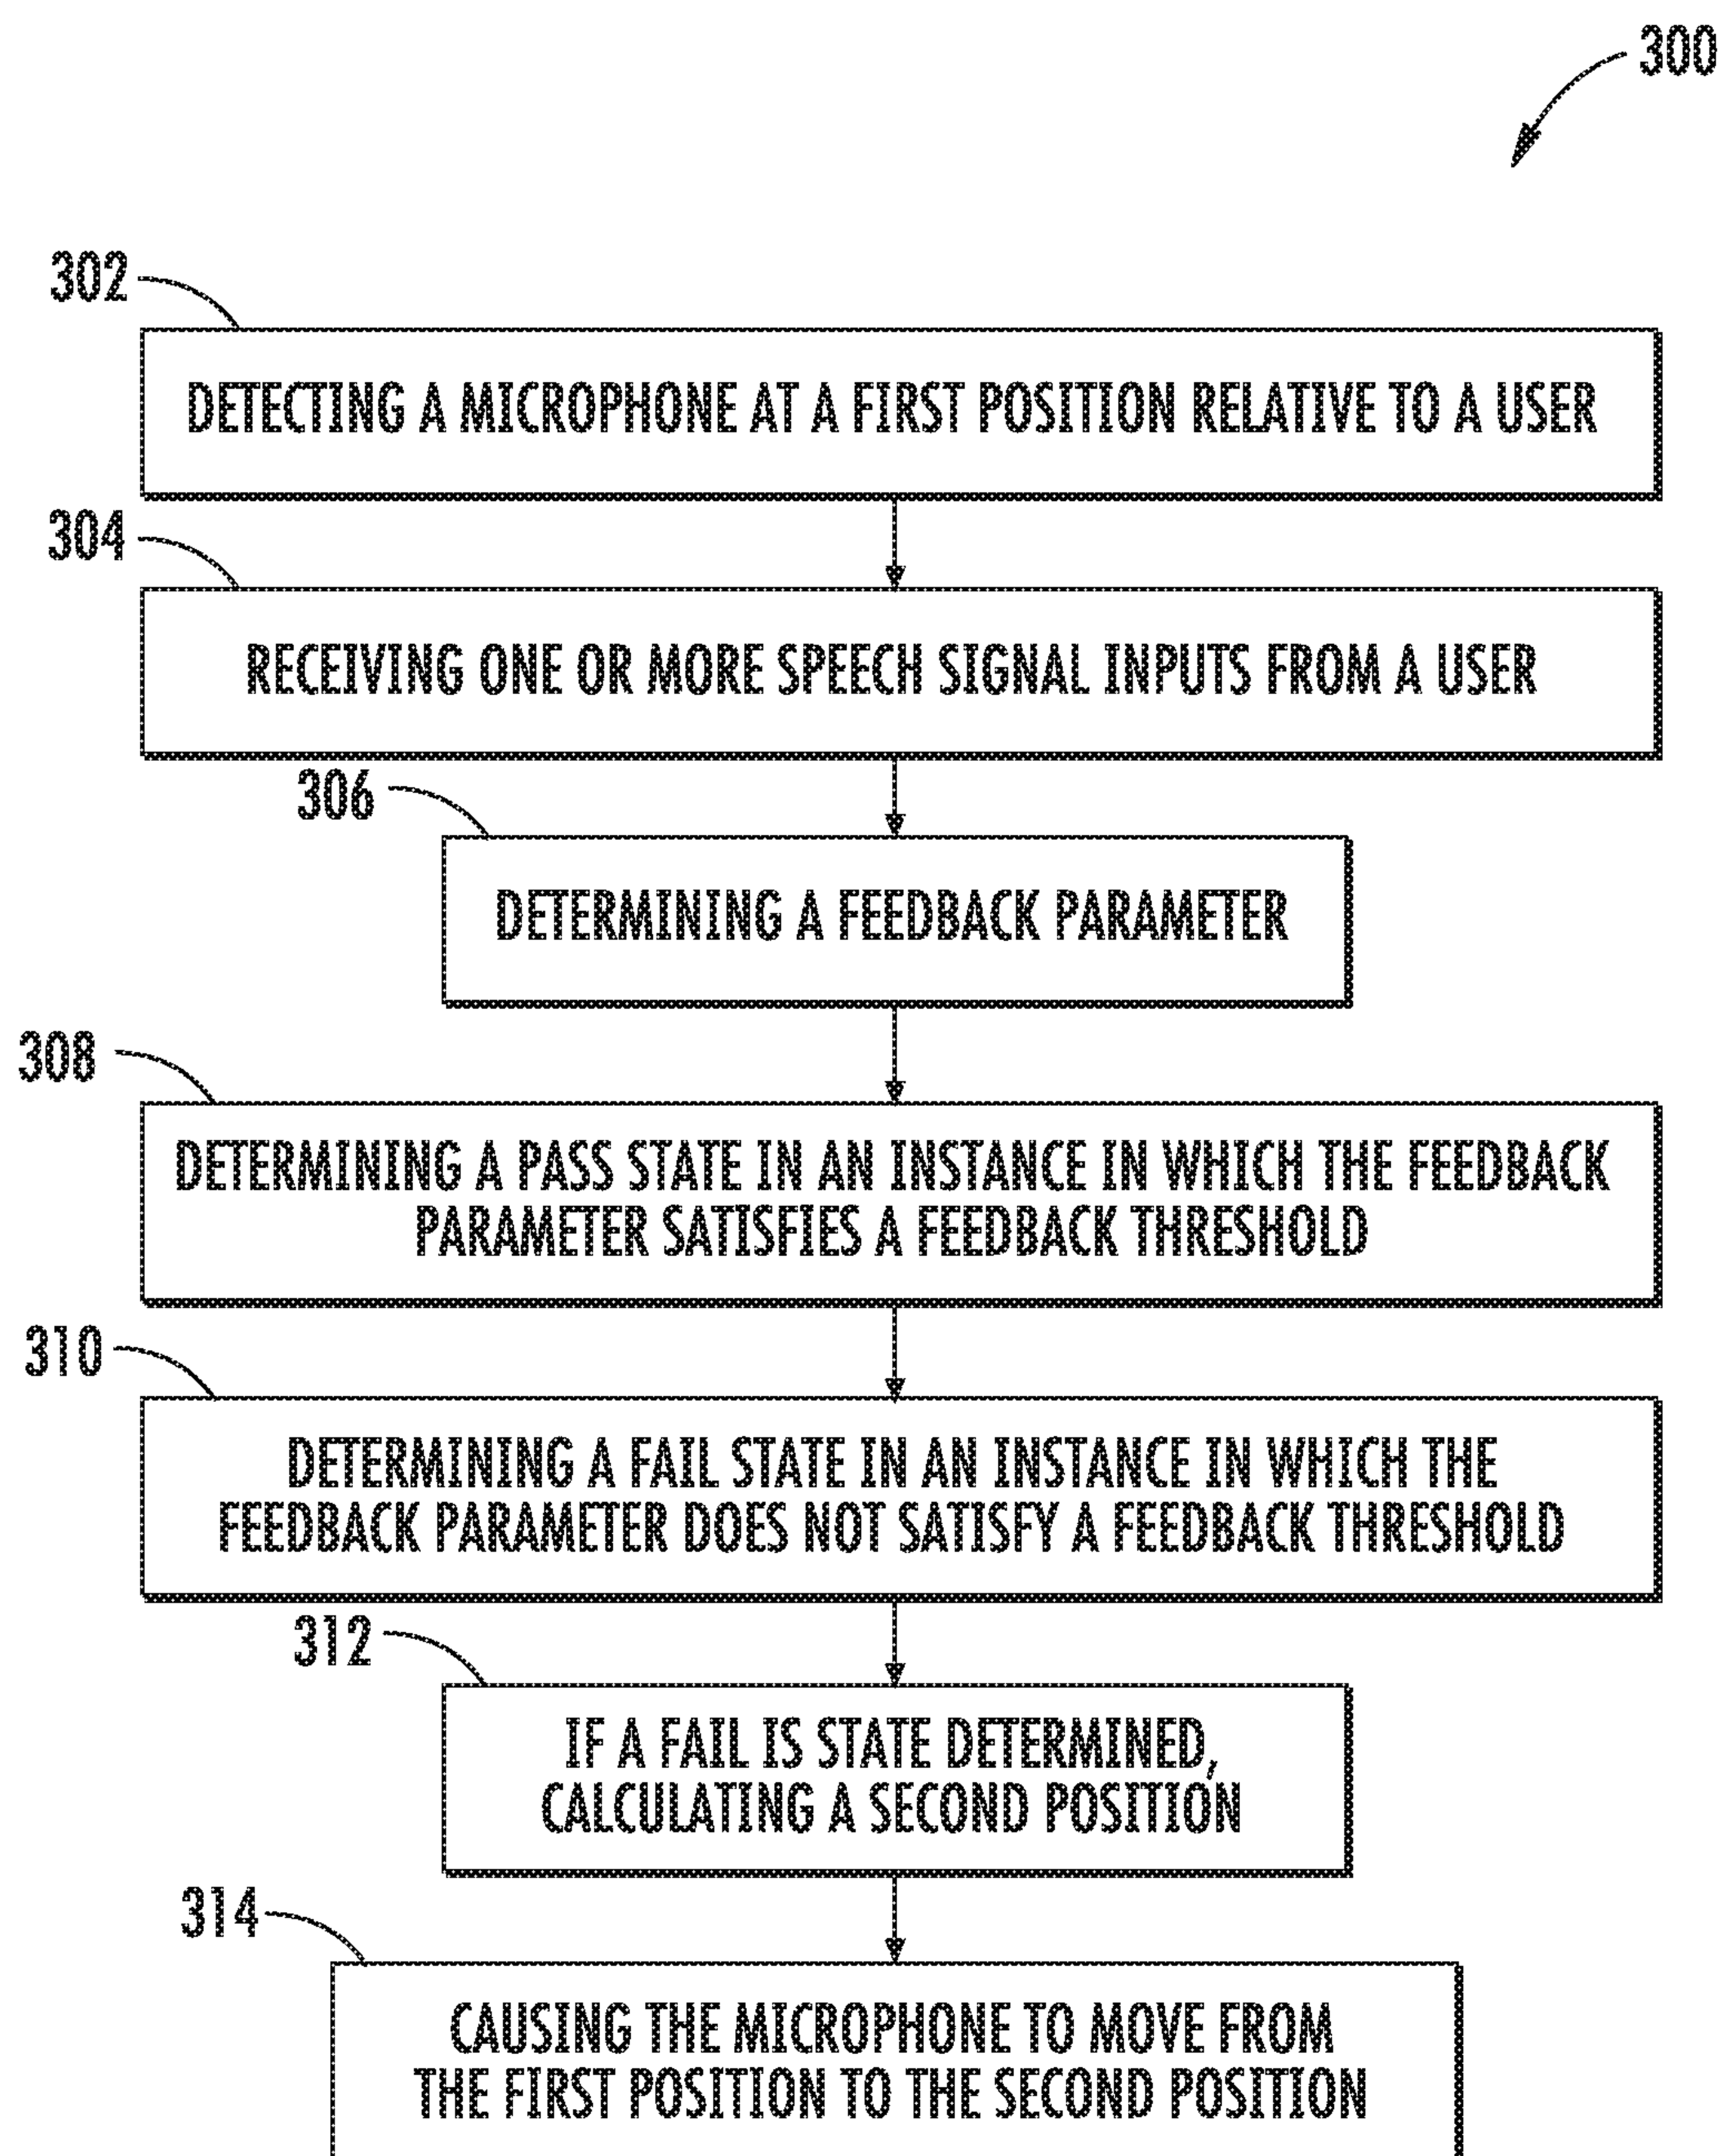 300
302
DETECTING A MICROPHONE AT A FIRST POSITION RELATIVE TO A USER
304
RECEIVING ONE OR MORE SPEECH SIGNAL INPUTS FROM A USER
306
DETERMINING A FEEDBACK PARAMETER
308
DETERMINING A PASS STATE IN AN INSTANCE IN WHICH THE FEEDBACK
PARAMETER SATISFIES A FEEDBACK THRESHOLD
310
DETERMINING A FAIL STATE IN AN INSTANCE IN WHICH THE
FEEDBACK PARAMETER DOES NOT SATISFY A FEEDBACK THRESHOLD
312
IF A FAIL IS STATE DETERMINED,
CALCULATING A SECOND POSITION
314
CAUSING THE MICROPHONE TO MOVE FROM
THE FIRST POSITION TO THE SECOND POSITION